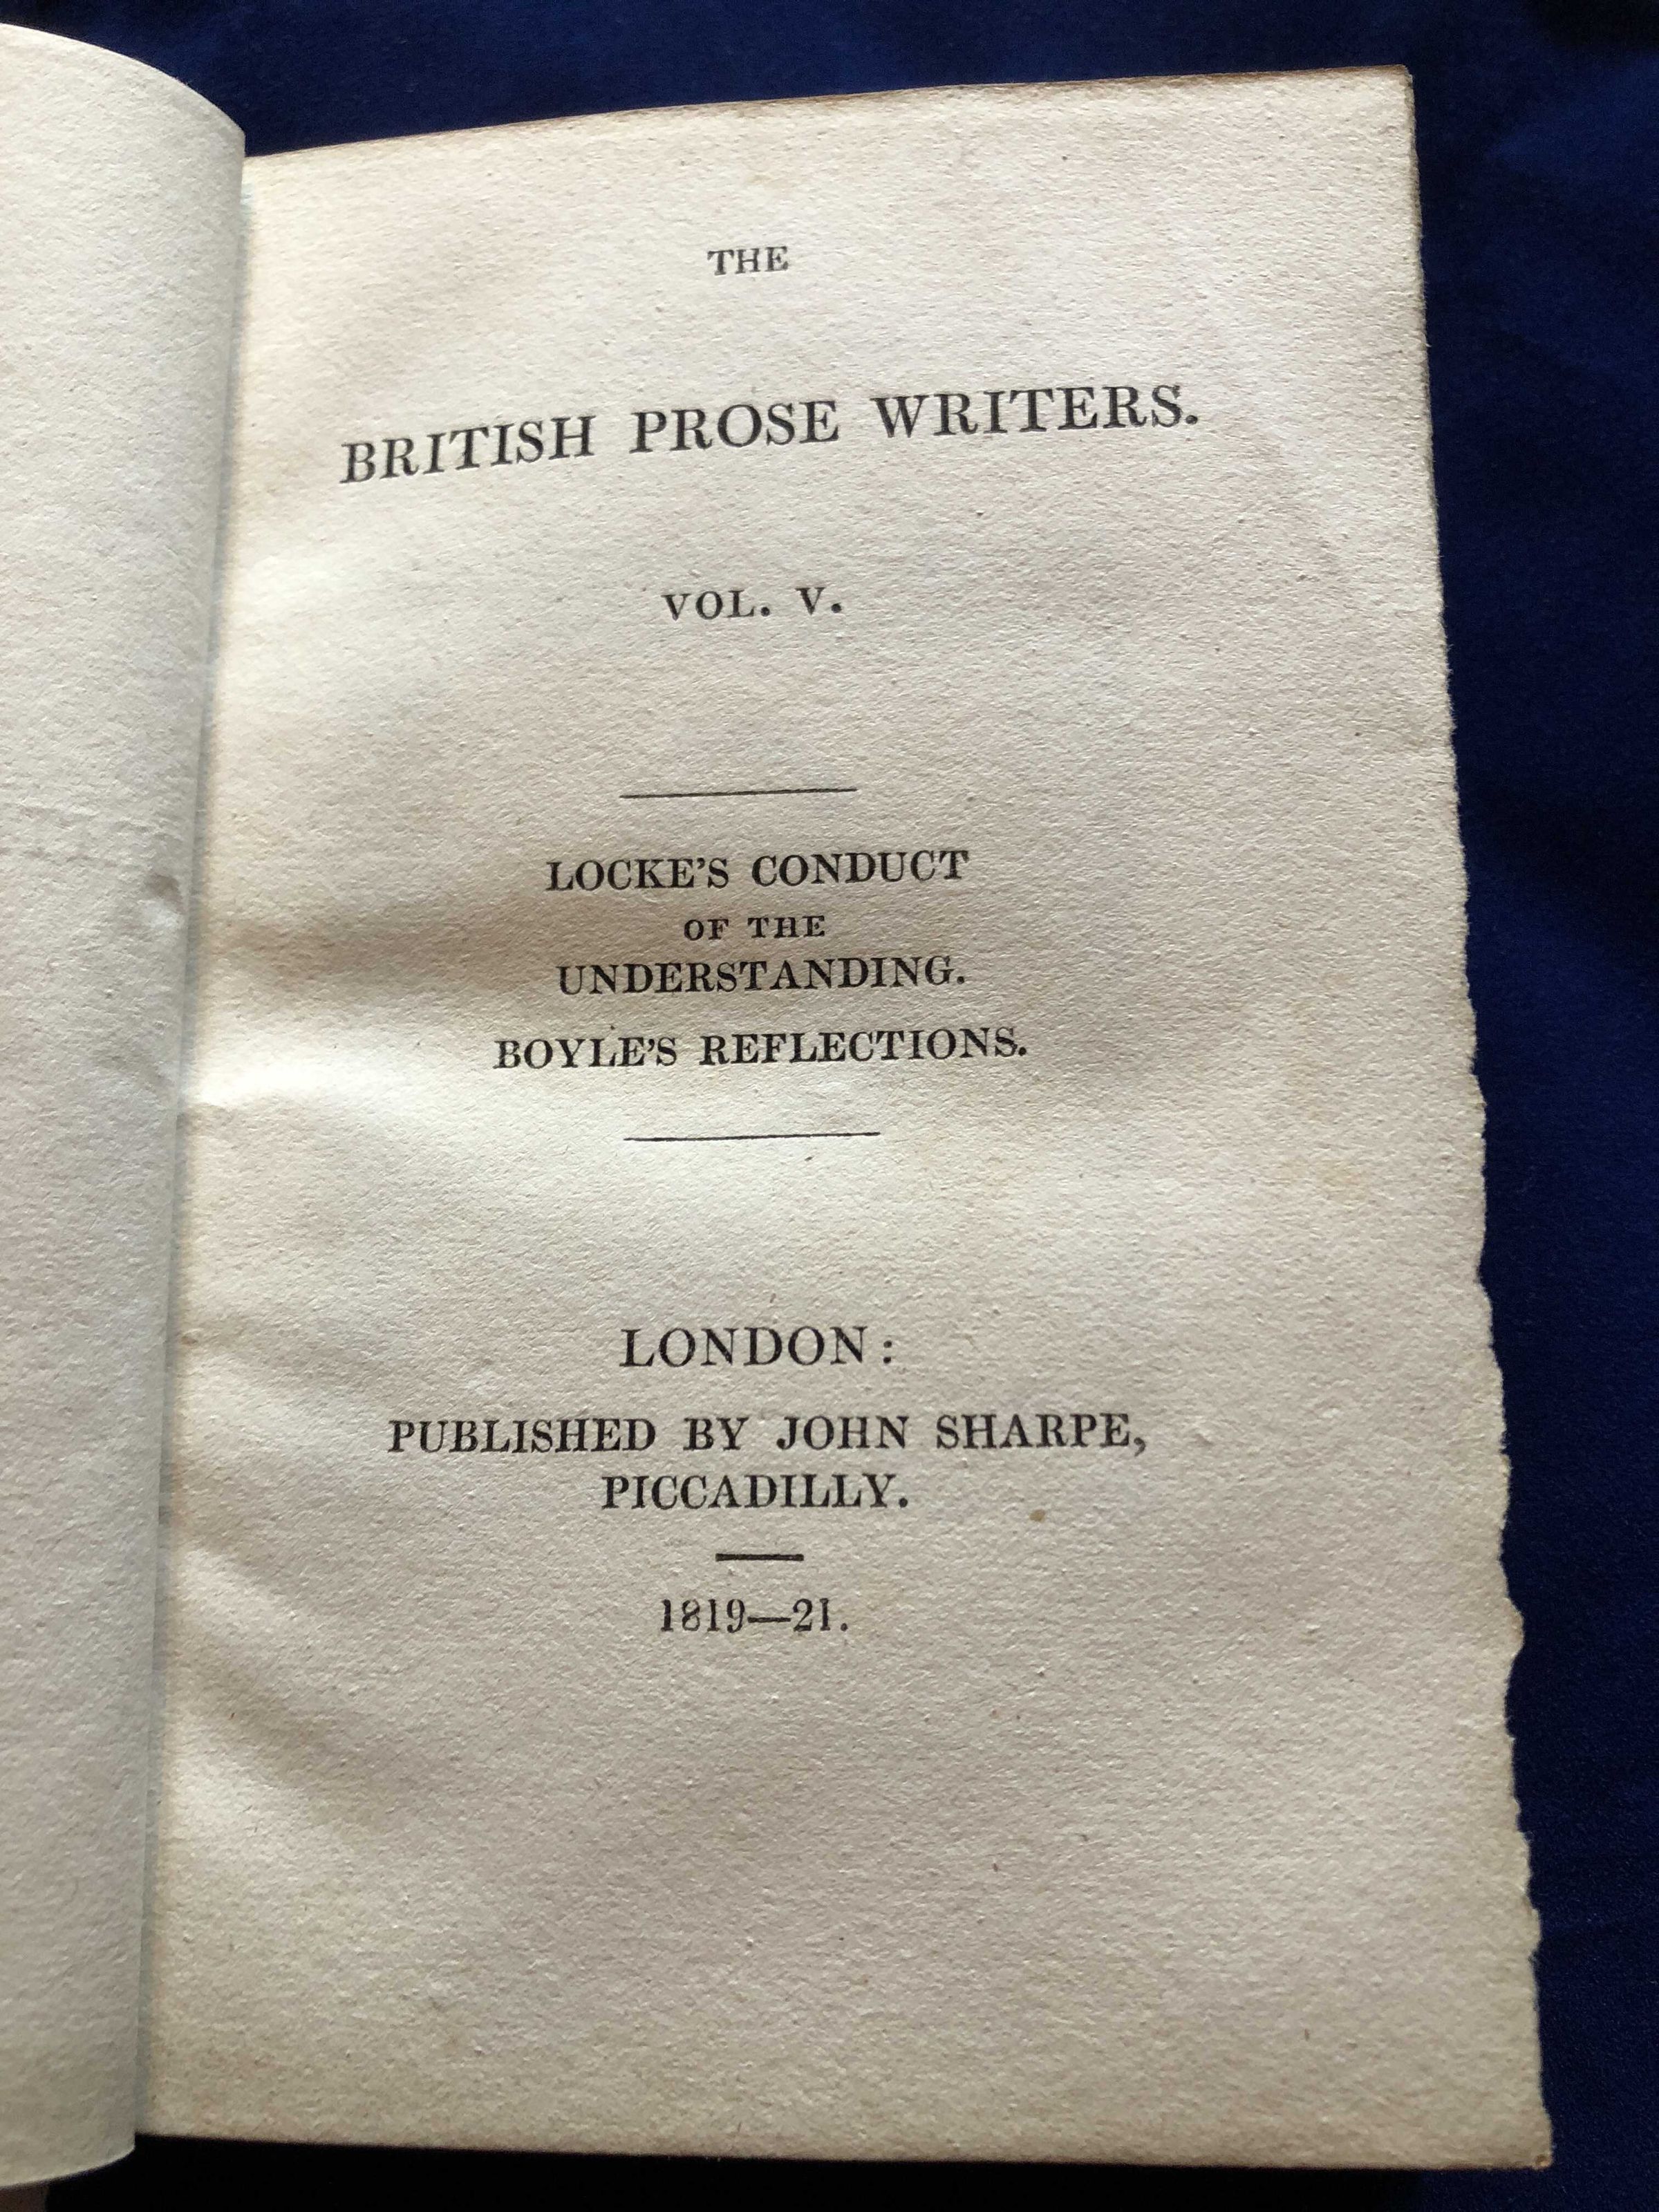 THE
BRITISH PROSE WRITERS.
VOL. V.
LOCKE'S CONDUCT
OF THE
UNDERSTANDING.
BOYLE'S REFLECTIONS.
LONDON:
PUBLISHED BY JOHN SHARPE,
PICCADILLY.
1819—21.